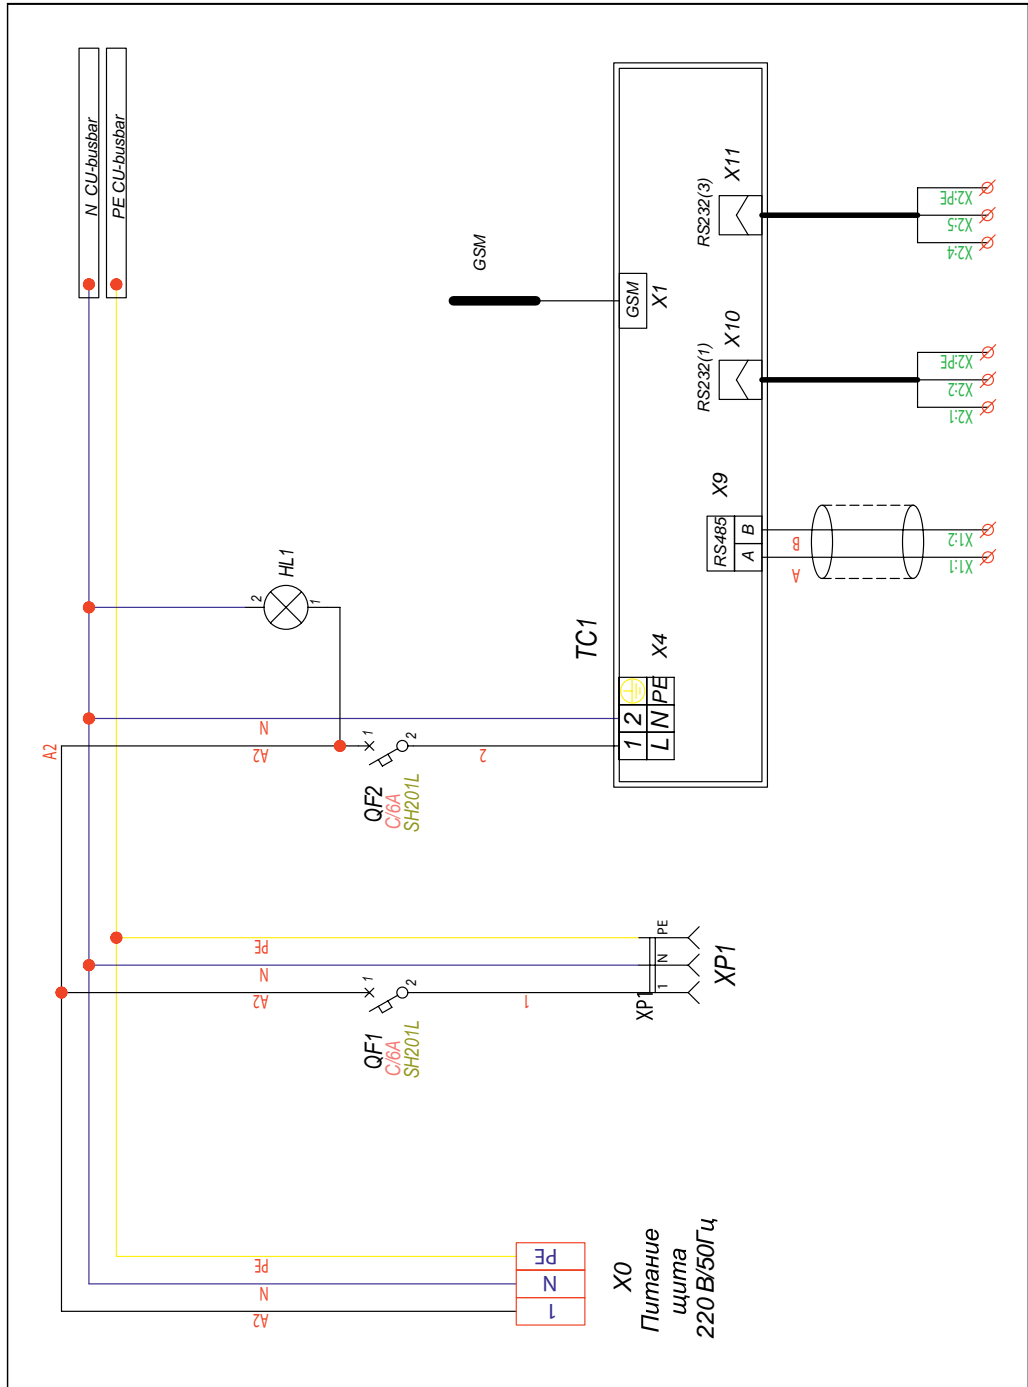 N CU-busbar
PE CU-busbar
GSM
GSM
X1
RS232(3)
X11
X2:PE
X2:5
X2:4
RS232(1)
X10
X2:PE
X2:2
X2:1
RS485
X9
A
B
A
B
X1:2
X1:1
HL1
2
1
TC1
X4
1
2
L
N
PE
A2
N
A2
1
2
2
QF2
C/6A
SH201L
PE
N
A2
1
2
1
QF1
C/6A
SH201L
XP1
1
N
PE
XP1
PE
N
A2
PE
N
1
X0
Питание
щита
220 В/50Гц